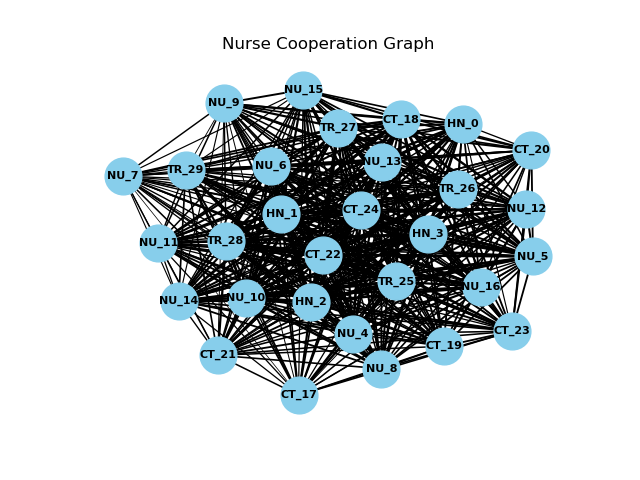 Nurse Cooperation Graph
NU_15
NU_9
CT_18
HN_0
TR_27
CT_20
NU_13
NU_6
TR_29
NU_7
TR_26
NU_12
CT_24
HN_1
HN_3
TR_28
NU_11
CT_22
NU_5
TR_25
NU_16
NU_10
NU_14
HN_2
CT_23
NU_4
CT_19
CT_21
NU_8
CT_17